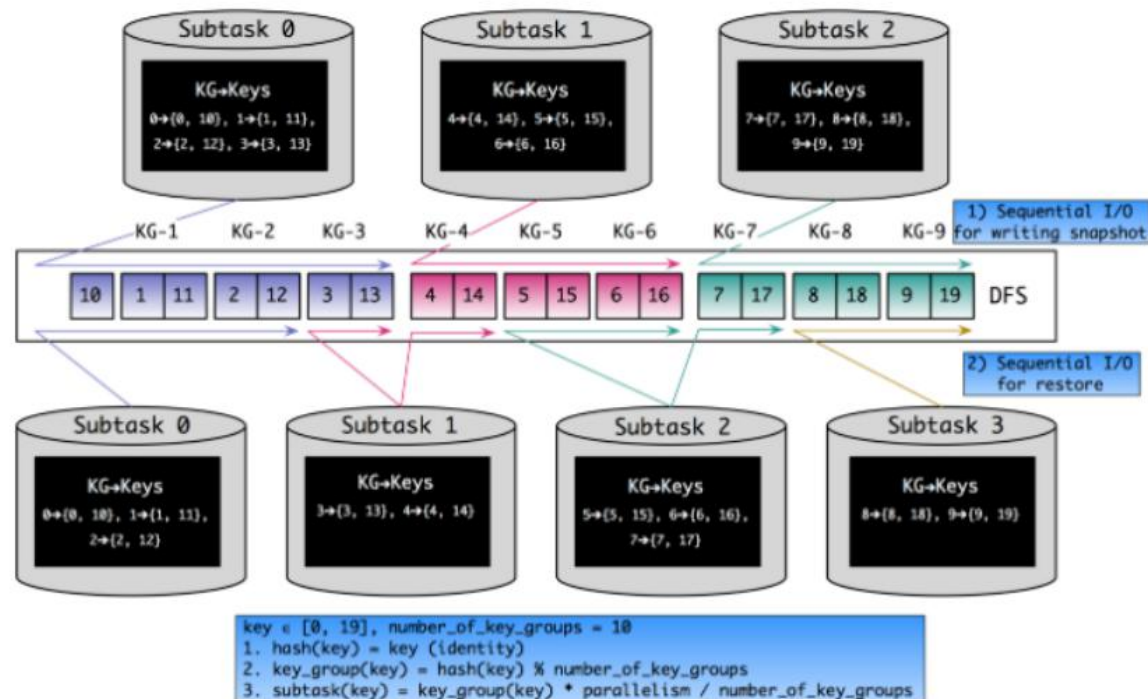 Subtask 0
KG→Keys
0→{0, 10}, 1→{1, 11},
2→{2, 12}, 3→{3, 13}
Subtask 1
KG→Keys
4→{4, 14}, 5→{5, 15},
6→{6, 16}
Subtask 2
KG→Keys
7→{7, 17}, 8→{8, 18},
9→{9, 19}
KG-1 KG-2 KG-3 KG-4 KG-5 KG-6 KG-7 KG-8 KG-9
1) Sequential I/O
for writing snapshot
10 1 11 2 12 3 13 4 14 5 15 6 16 7 17 8 18 9 19 DFS
2) Sequential I/O
for restore
Subtask 0
KG→Keys
0→{0, 10}, 1→{1, 11},
2→{2, 12}
Subtask 1
KG→Keys
3→{3, 13}, 4→{4, 14}
Subtask 2
KG→Keys
5→{5, 15}, 6→{6, 16},
7→{7, 17}
Subtask 3
KG→Keys
8→{8, 18}, 9→{9, 19}
key ∈ [0, 19], number_of_key_groups = 10
1. hash(key) = key (identity)
2. key_group(key) = hash(key) % number_of_key_groups
3. subtask(key) = key_group(key) * parallelism / number_of_key_groups